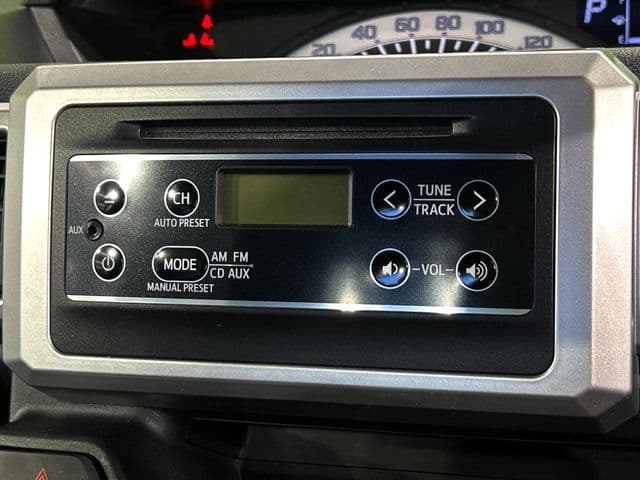 20 40 60 80 100 120
P
CH
TUNE
TRACK
AUTO PRESET
AUX
MODE
AM FM
CD AUX
-VOL-
MANUAL PRESET